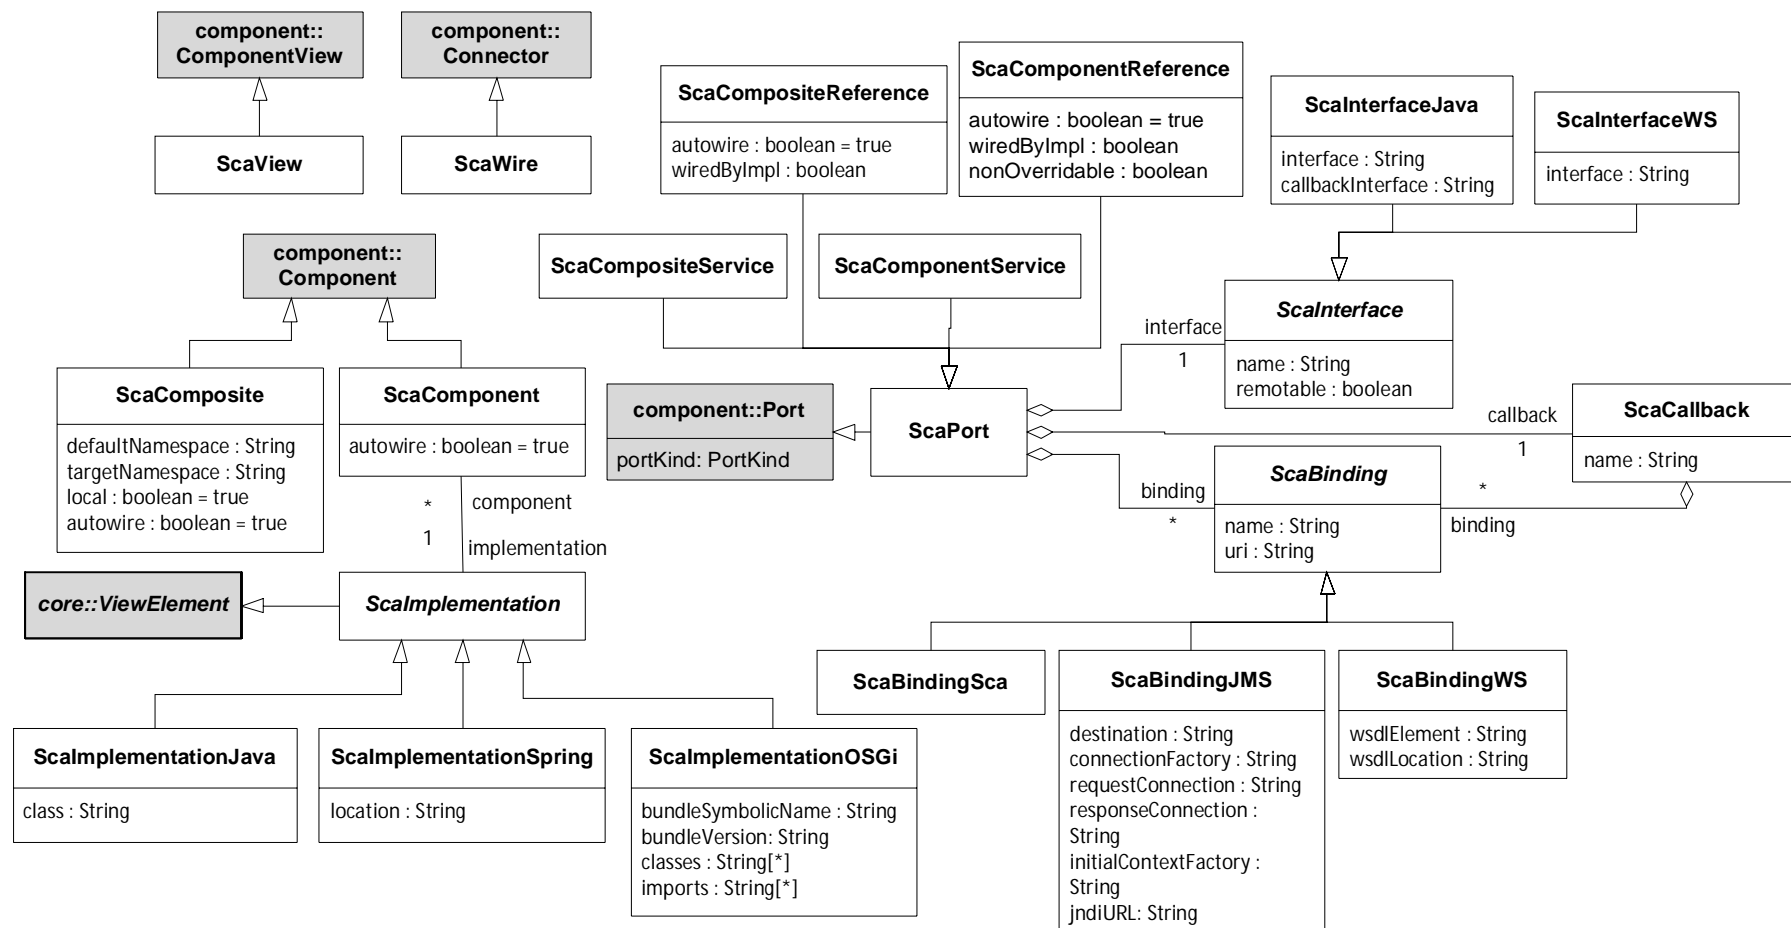 component::
ComponentView
component::
Connector
ScaView
ScaWire
ScaCompositeReference
autowire : boolean = true
wiredByImpl : boolean
ScaComponentReference
autowire : boolean = true
wiredByImpl : boolean
nonOverridable : boolean
ScaInterfaceJava
interface : String
callbackInterface : String
ScaInterfaceWS
interface : String
component::
Component
ScaCompositeService
ScaComponentService
ScaInterface
name : String
remotable : boolean
interface
1
ScaComposite
defaultNamespace : String
targetNamespace : String
local : boolean = true
autowire : boolean = true
ScaComponent
autowire : boolean = true
component::Port
portKind: PortKind
ScaPort
callback
1
ScaCallback
name : String
*
component
1
implementation
binding
*
ScaBinding
name : String
uri : String
*
binding
core::ViewElement
ScaImplementation
ScaBindingSca
ScaBindingJMS
destination : String
connectionFactory : String
requestConnection : String
responseConnection :
String
initialContextFactory :
String
jndiURL: String
ScaBindingWS
wsdlElement : String
wsdlLocation : String
ScaImplementationJava
class : String
ScaImplementationSpring
location : String
ScaImplementationOSGi
bundleSymbolicName : String
bundleVersion: String
classes : String[*]
imports : String[*]